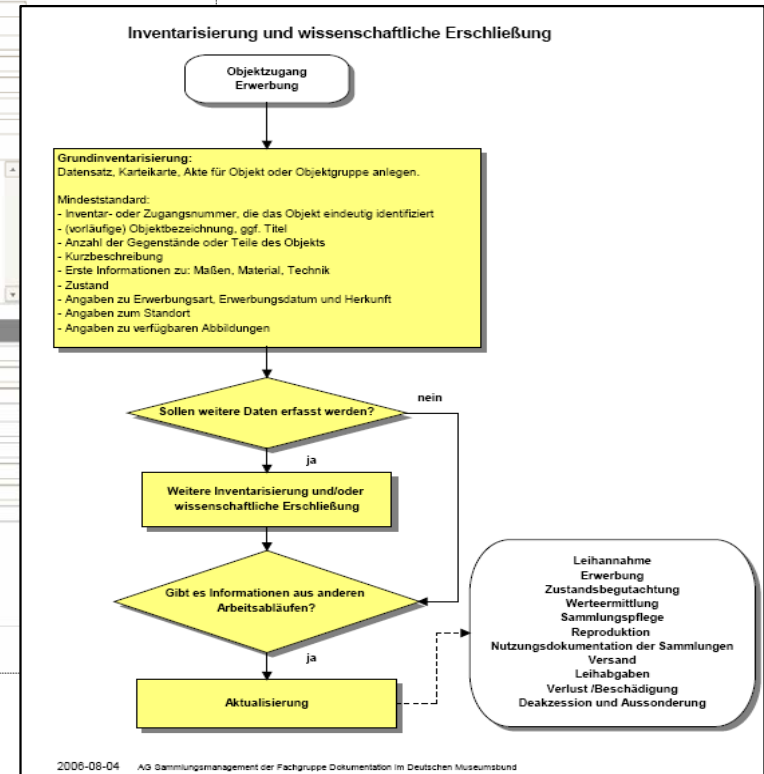 Inventarisierung und wissenschaftliche Erschließung
Objektzugang
Erwerbung
Grundinventarisierung:
Datensatz, Karteikarte, Akte für Objekt oder Objektgruppe anlegen.
Mindeststandard:
- Inventar- oder Zugangsnummer, die das Objekt eindeutig identifiziert
- (vorläufige) Objektbezeichnung, ggf. Titel
- Anzahl der Gegenstände oder Teile des Objekts
- Kurzbeschreibung
- Erste Informationen zu: Maßen, Material, Technik
- Zustand
- Angaben zu Erwerbungsart, Erwerbungsdatum und Herkunft
- Angaben zum Standort
- Angaben zu verfügbaren Abbildungen
Sollen weitere Daten erfasst werden?
nein
ja
Weitere Inventarisierung und/oder
wissenschaftliche Erschließung
Gibt es Informationen aus anderen
Arbeitsabläufen?
ja
Aktualisierung
Leihannahme
Erwerbung
Zustandsbegutachtung
Werteermittlung
Sammlungspflege
Reproduktion
Nutzungsdokumentation der Sammlungen
Versand
Leihabgaben
Verlust /Beschädigung
Deakzession und Aussonderung
2006-08-04 AG Sammlungsmanagement der Fachgruppe Dokumentation im Deutschen Museumsbund